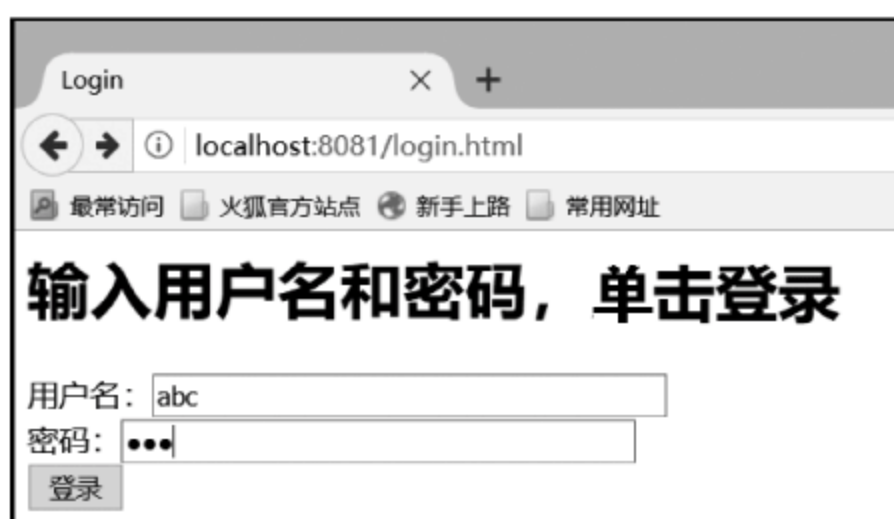 Login
localhost:8081/login.html
最常访问 火狐官方站点 新手上路 常用网址
输入用户名和密码，单击登录
用户名：abc
密码：•••
登录